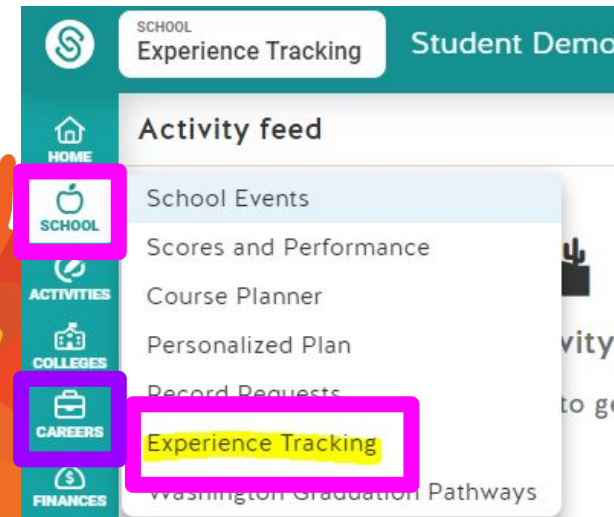 SCHOOL
Experience Tracking
Student Demo
HOME
Activity feed
SCHOOL
School Events
Scores and Performance
ACTIVITIES
Course Planner
COLLEGES
Personalized Plan
vity
Record Requests
to ge
CAREERS
Experience Tracking
FINANCES
Washington Graduation Pathways